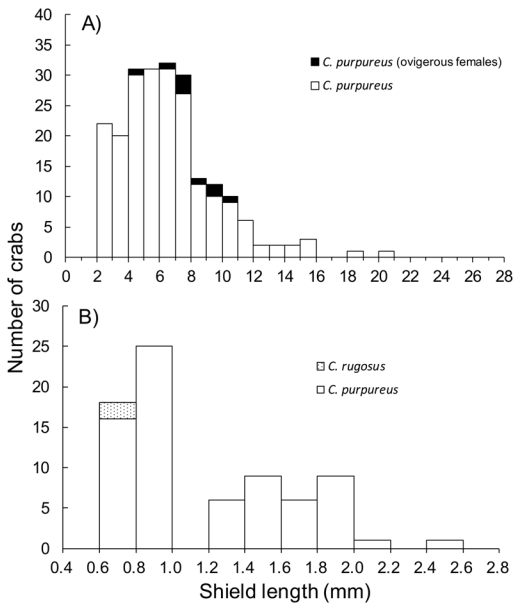 A)
40
35
30
25
20
15
10
5
0
C. purpureus (ovigerous females)
C. purpureus
0 2 4 6 8 10 12 14 16 18 20 22 24 26 28
Number of crabs
B)
30
25
20
15
10
5
0
C. rugosus
C. purpureus
0.4 0.6 0.8 1.0 1.2 1.4 1.6 1.8 2.0 2.2 2.4 2.6 2.8
Shield length (mm)